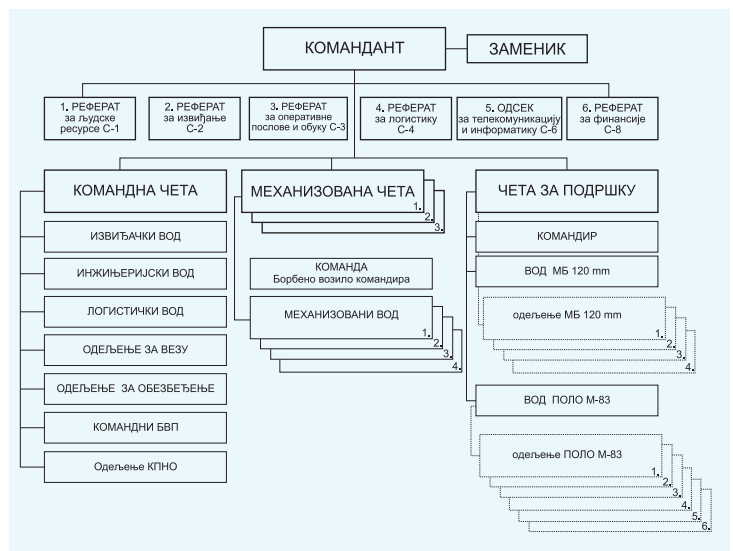 КОМАНДАНТ
ЗАМЕНИК
1. РЕФЕРАТ
за људске
ресурсе С-1
2. РЕФЕРАТ
за извиђање
С-2
3. РЕФЕРАТ
за оперативне
послове и обуку С-3
4. РЕФЕРАТ
за логистику
С-4
5. ОДСЕК
за телекомуникацију
и информатику С-6
6. РЕФЕРАТ
за финансије
С-8
КОМАНДНА ЧЕТА
ИЗВИЂАЧКИ ВОД
ИНЖИЊЕРИЈСКИ ВОД
ЛОГИСТИЧКИ ВОД
ОДЕЉЕЊЕ ЗА ВЕЗУ
ОДЕЉЕЊЕ ЗА ОБЕЗБЕЂЕЊЕ
КОМАНДНИ БВП
Одељење КПНО
МЕХАНИЗОВАНА ЧЕТА
1.
2.
3.
КОМАНДА
Борбено возило командира
МЕХАНИЗОВАНИ ВОД
1.
2.
3.
4.
ЧЕТА ЗА ПОДРШКУ
КОМАНДИР
ВОД МБ 120 mm
одељење МБ 120 mm
1.
2.
3.
4.
ВОД ПОЛО М-83
одељење ПОЛО М-83
1.
2.
3.
4.
5.
6.